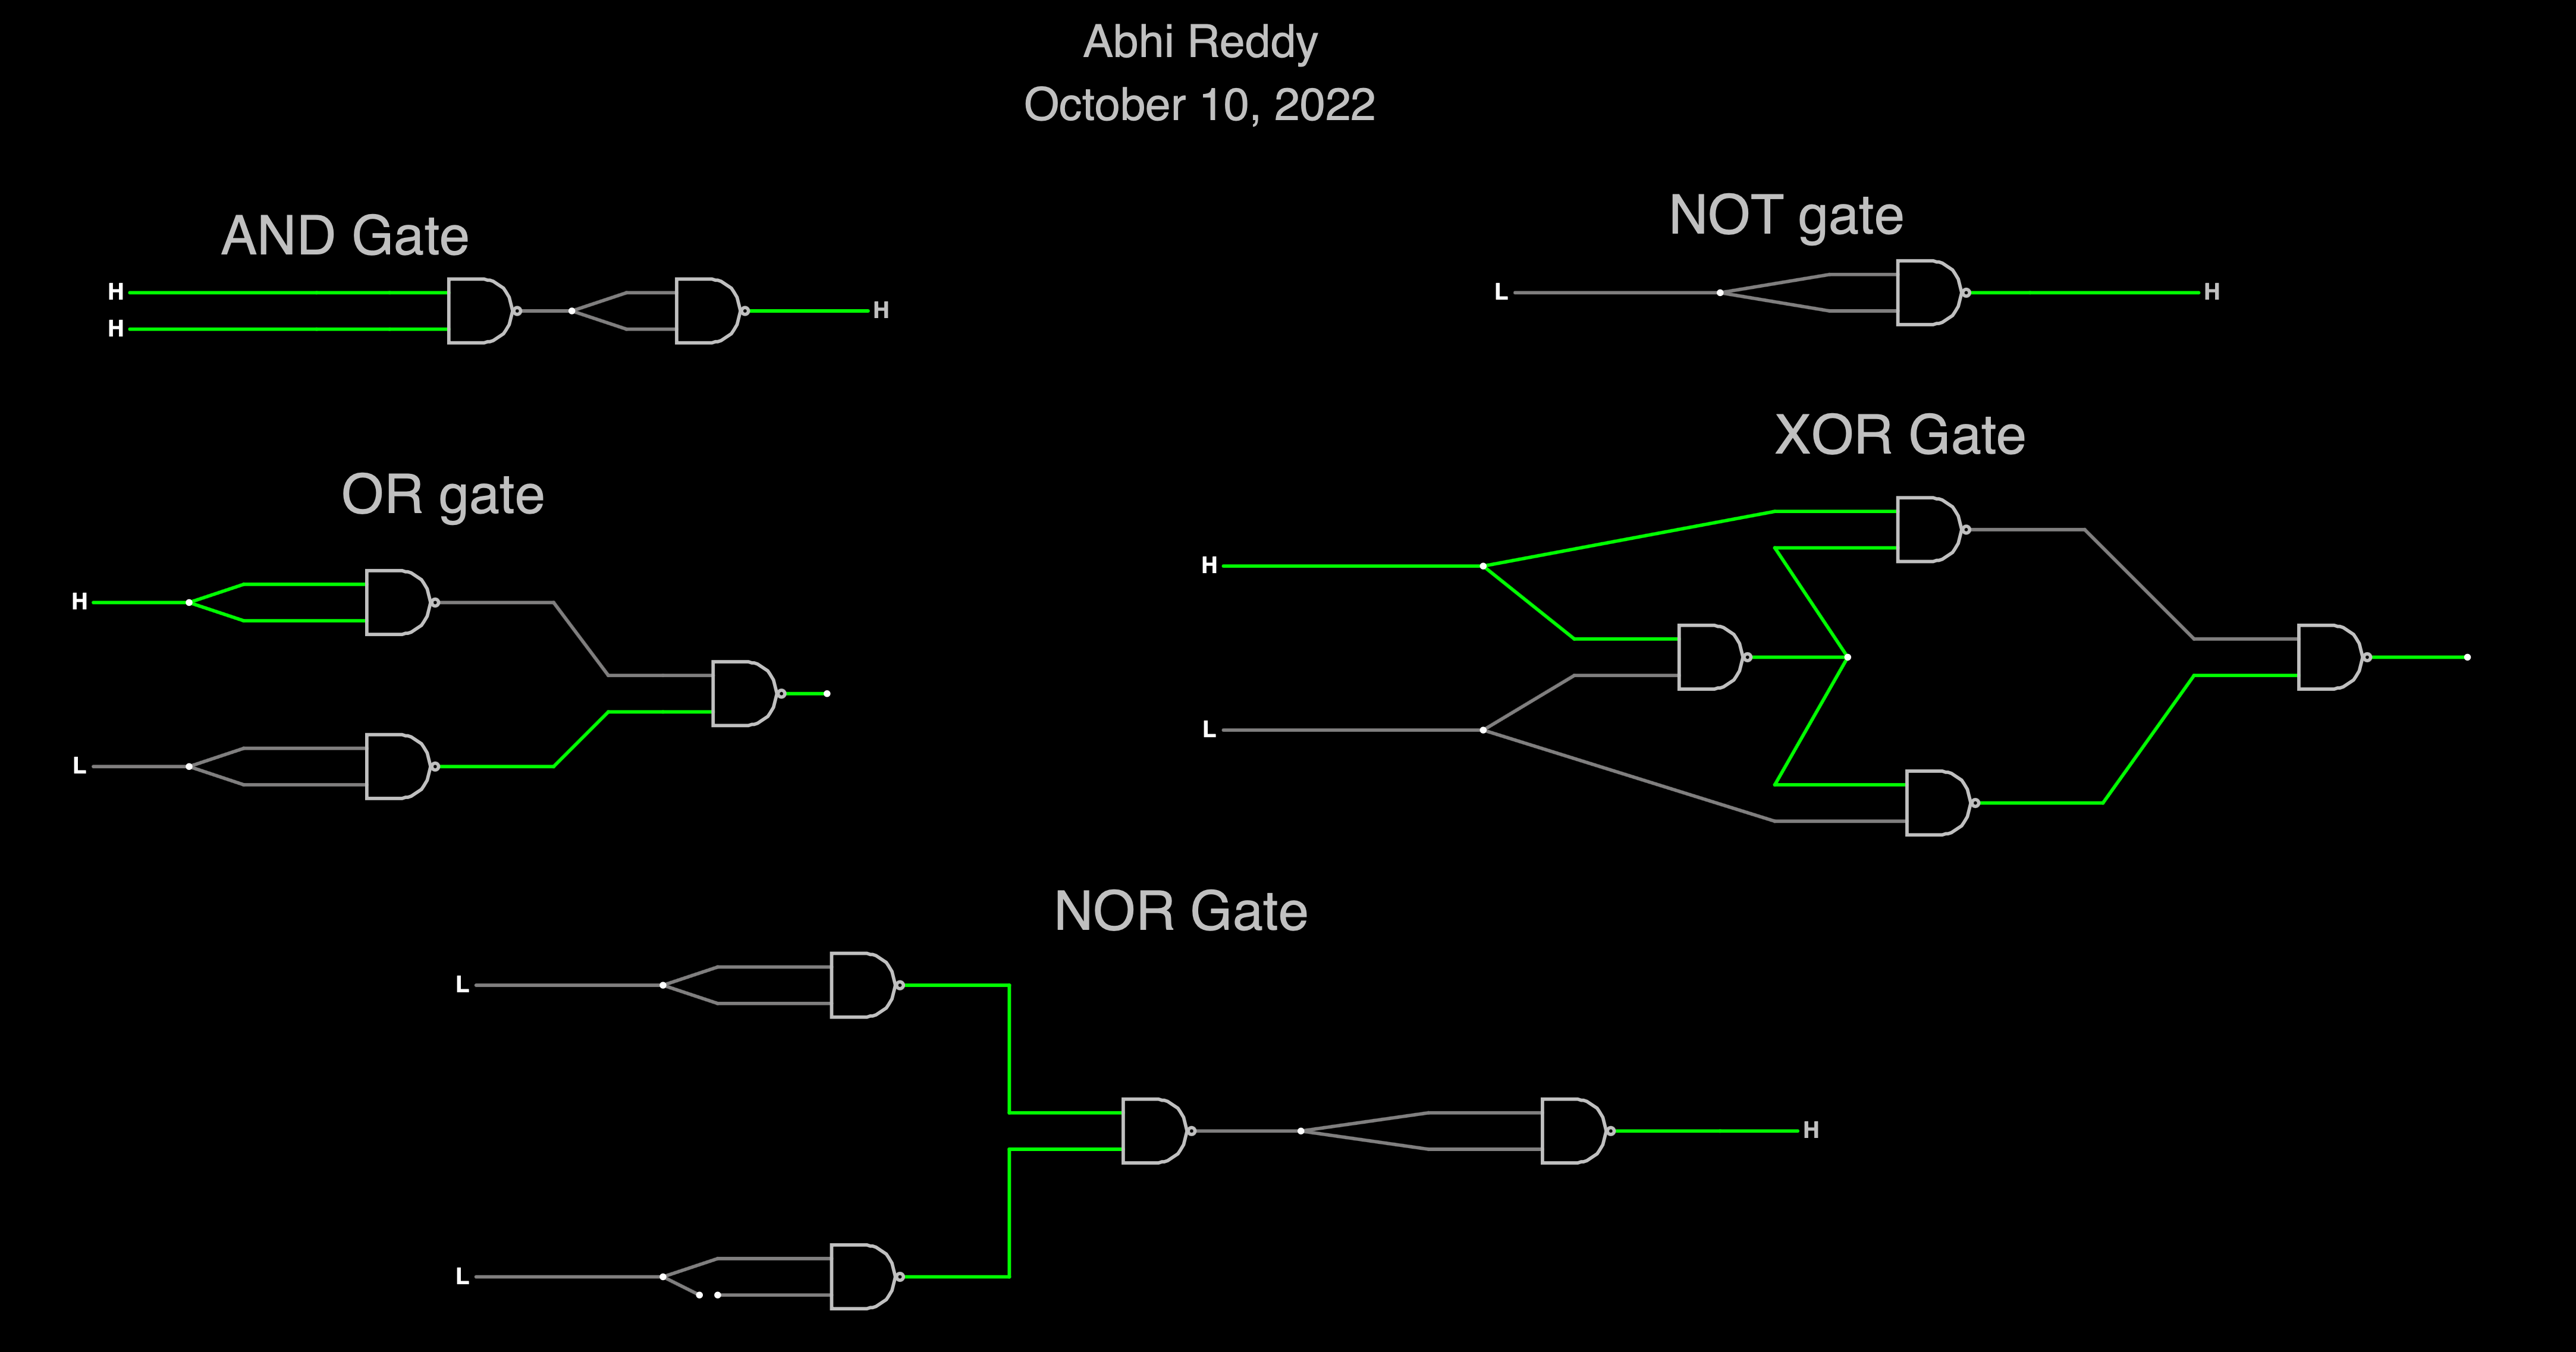 Abhi Reddy
October 10, 2022
AND Gate
H
H
H
NOT gate
L
H
OR gate
H
L
XOR Gate
H
L
NOR Gate
L
L
H